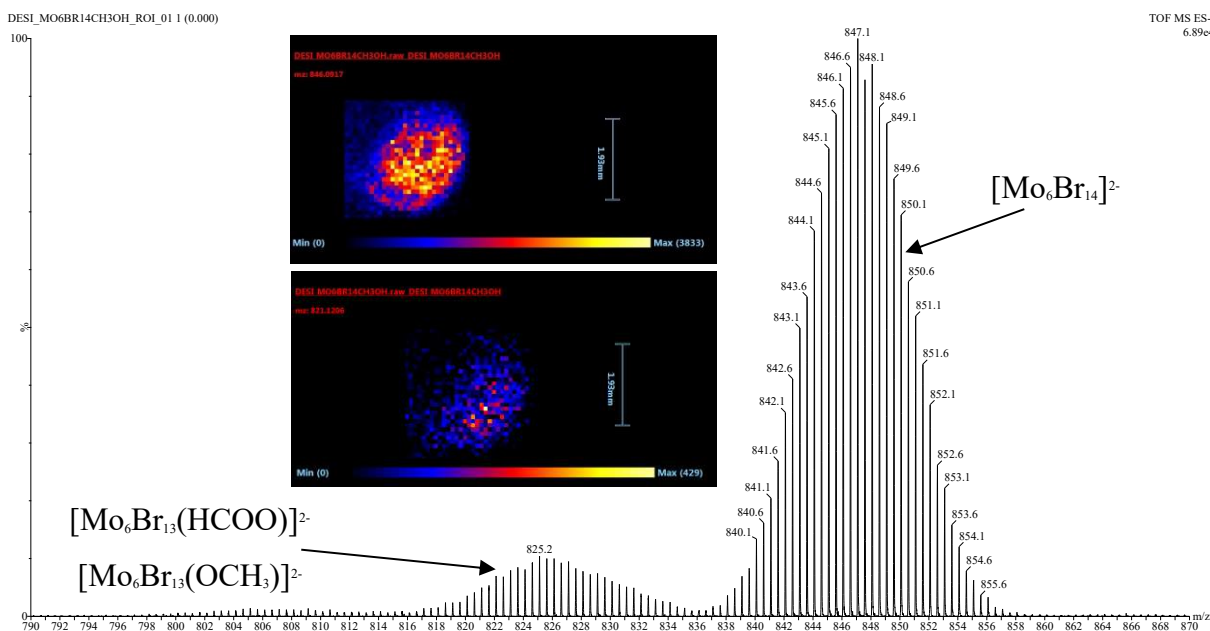 DESI_MO6BR14CH3OH_ROI_01 1 (0.000)
TOF MS ES-
6.89e4
100
%
0
DESI_MO6BR14CH3OH.raw_DESI_MO6BR14CH3OH
mz: 846.0917
1.93mm
Min (0)
Max (3833)
DESI_MO6BR14CH3OH.raw_DESI_MO6BR14CH3OH
mz: 821.1206
1.93mm
Min (0)
Max (429)
[Mo₆Br₁₄]²⁻
[Mo₆Br₁₃(HCOO)]²⁻
[Mo₆Br₁₃(OCH₃)]²⁻
825.2
840.1
840.6
841.1
841.6
842.1
842.6
843.1
843.6
844.1
844.6
845.1
845.6
846.1
846.6
847.1
848.1
848.6
849.1
849.6
850.1
850.6
851.1
851.6
852.1
852.6
853.1
853.6
854.1
854.6
855.6
790 792 794 796 798 800 802 804 806 808 810 812 814 816 818 820 822 824 826 828 830 832 834 836 838 840 842 844 846 848 850 852 854 856 858 860 862 864 866 868 870 m/z